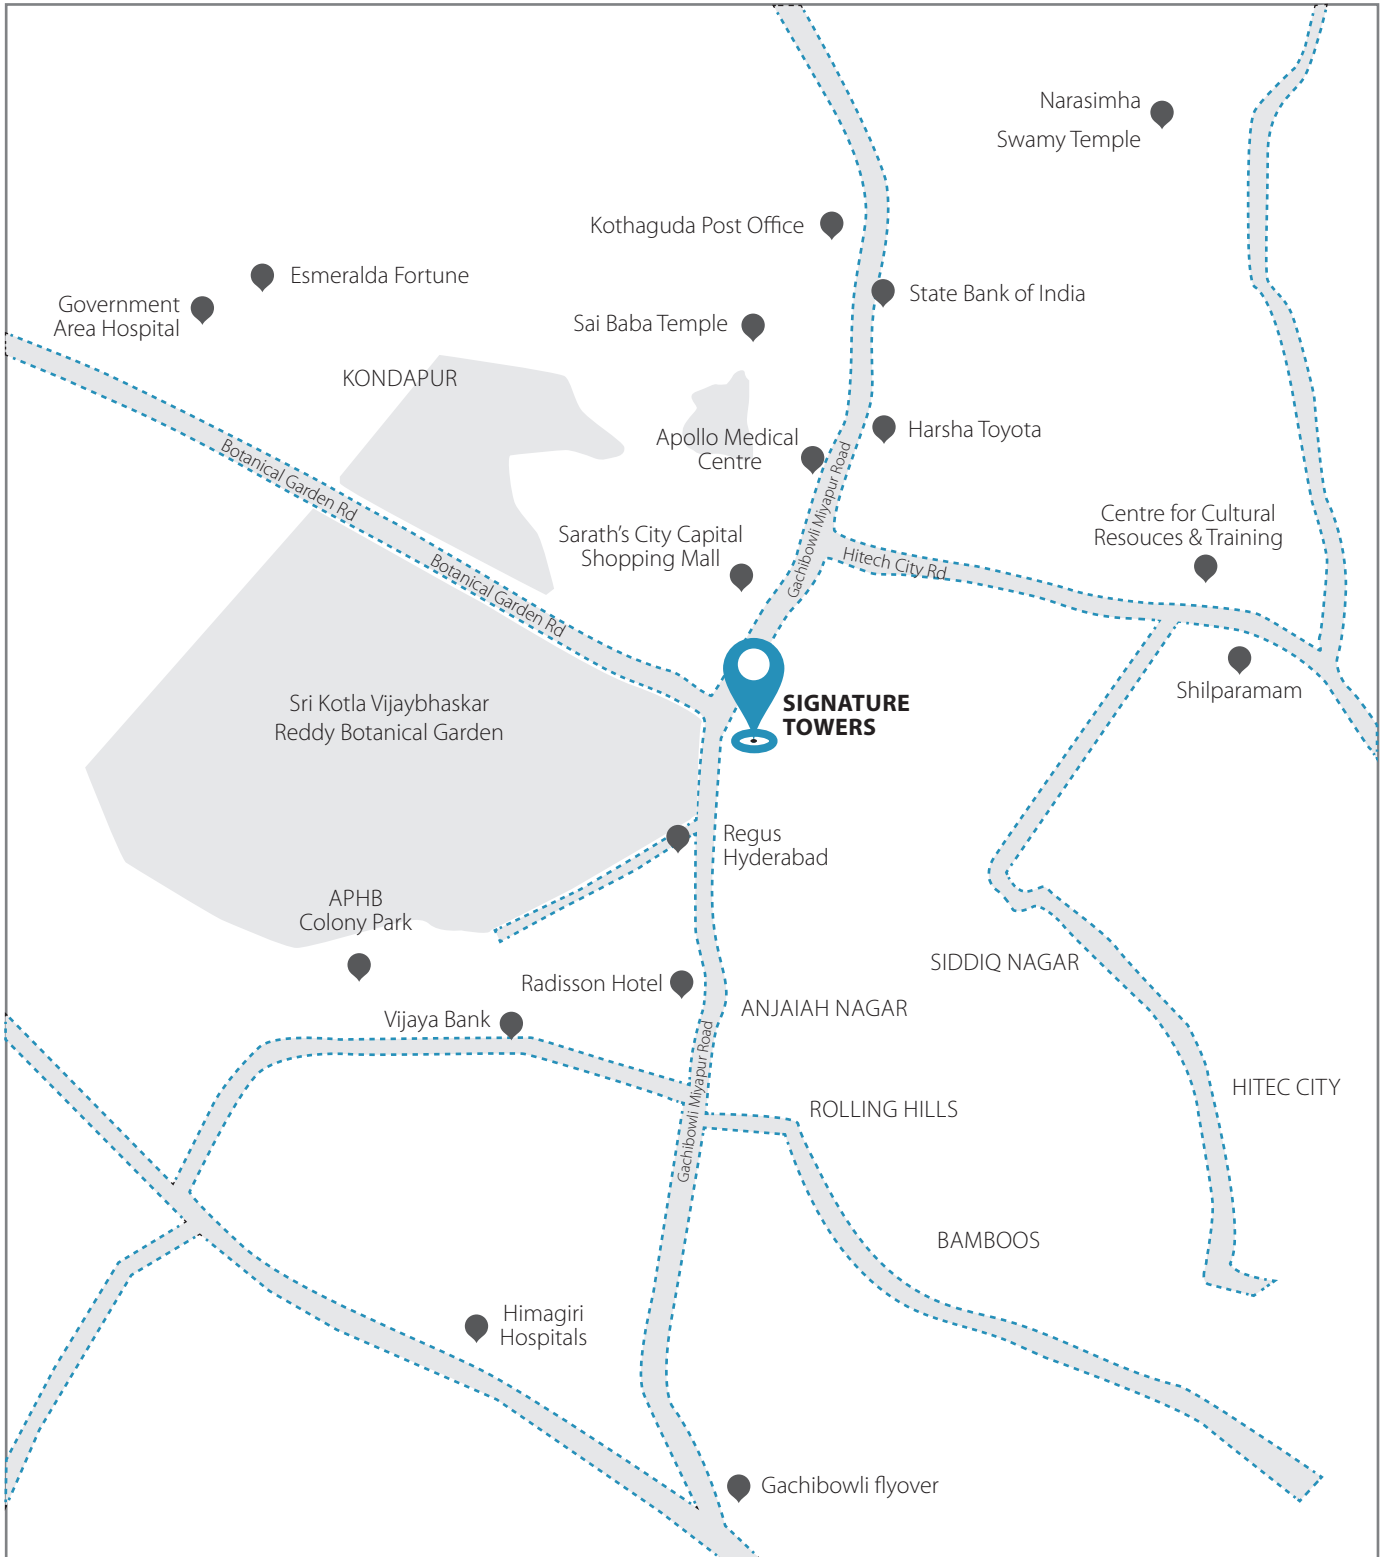 Narasimha
Swamy Temple
Kothaguda Post Office
Esmeralda Fortune
State Bank of India
Government
Area Hospital
Sai Baba Temple
KONDAPUR
Harsha Toyota
Apollo Medical
Centre
Botanical Garden Rd
Gachibowli Miyapur Road
Centre for Cultural
Resouces & Training
Sarath's City Capital
Shopping Mall
Hitech City Rd
Botanical Garden Rd
Shilparamam
SIGNATURE
TOWERS
Sri Kotla Vijaybhaskar
Reddy Botanical Garden
Regus
Hyderabad
APHB
Colony Park
SIDDIQ NAGAR
Radisson Hotel
ANJAIAH NAGAR
Vijaya Bank
Gachibowli Miyapur Road
HITEC CITY
ROLLING HILLS
BAMBOOS
Himagiri
Hospitals
Gachibowli flyover